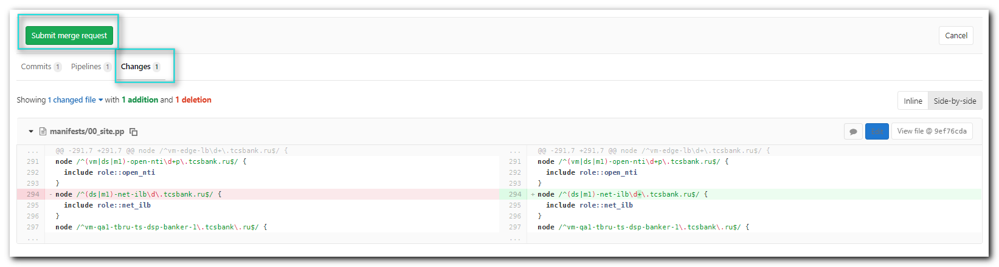 Submit merge request Cancel
Commits 1 Pipelines 1 Changes 1
Showing 1 changed file with 1 addition and 1 deletion Inline Side-by-side
manifests/00_site.pp Edit View file @ 9ef76cda
... @@ -291,7 +291,7 @@ node /^vm-edge-lb\d+\.tcsbank.ru$/ { ... @@ -291,7 +291,7 @@ node /^vm-edge-lb\d+\.tcsbank.ru$/ {
291 node /^(vm|ds|m1)-open-nti\d+p\.tcsbank.ru$/ { 291 node /^(vm|ds|m1)-open-nti\d+p\.tcsbank.ru$/ {
292 include role::open_nti 292 include role::open_nti
293 } 293 }
294 - node /^(ds|m1)-net-ilb\d\.tcsbank.ru$/ { 294 + node /^(ds|m1)-net-ilb\d+\.tcsbank.ru$/ {
295 include role::net_ilb 295 include role::net_ilb
296 } 296 }
297 node /^vm-qa1-tbru-ts-dsp-banker-1\.tcsbank\.ru$/ { 297 node /^vm-qa1-tbru-ts-dsp-banker-1\.tcsbank\.ru$/ {
... ...